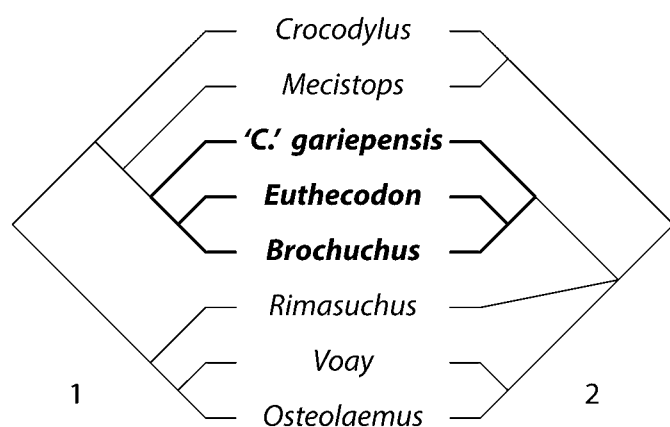 Crocodylus
Mecistops
‘C.’ gariepensis
Euthecodon
Brochuchus
Rimasuchus
1 Voay 2
Osteolaemus